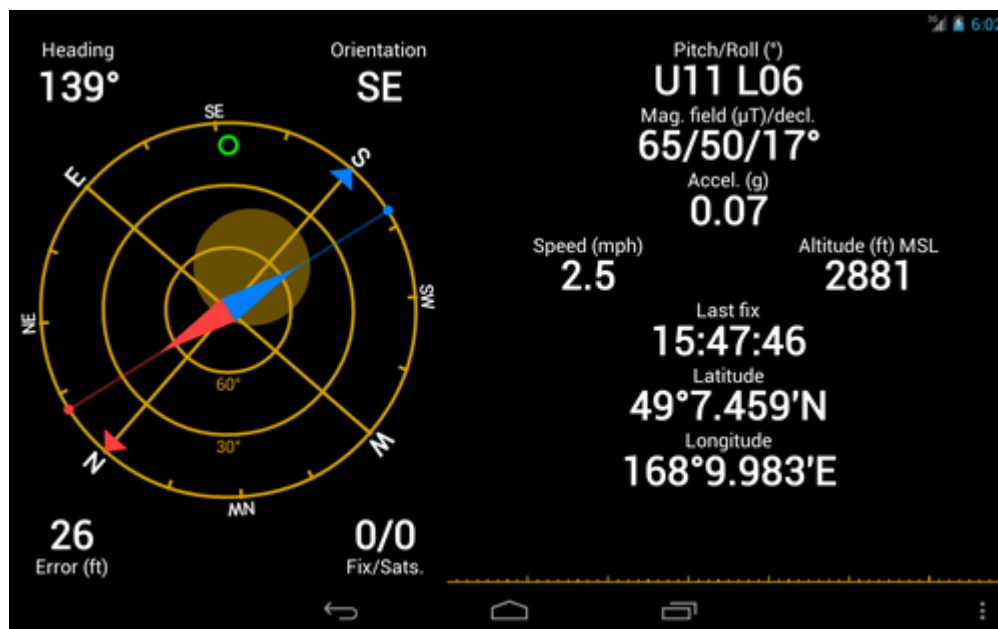 3G 6:02
Heading
139°
Orientation
SE
SE
S
E
SW
NE
60°
30°
N
W
NW
26
Error (ft)
0/0
Fix/Sats.
Pitch/Roll (°)
U11 L06
Mag. field (µT)/decl.
65/50/17°
Accel. (g)
0.07
Speed (mph)
2.5
Altitude (ft) MSL
2881
Last fix
15:47:46
Latitude
49°7.459'N
Longitude
168°9.983'E